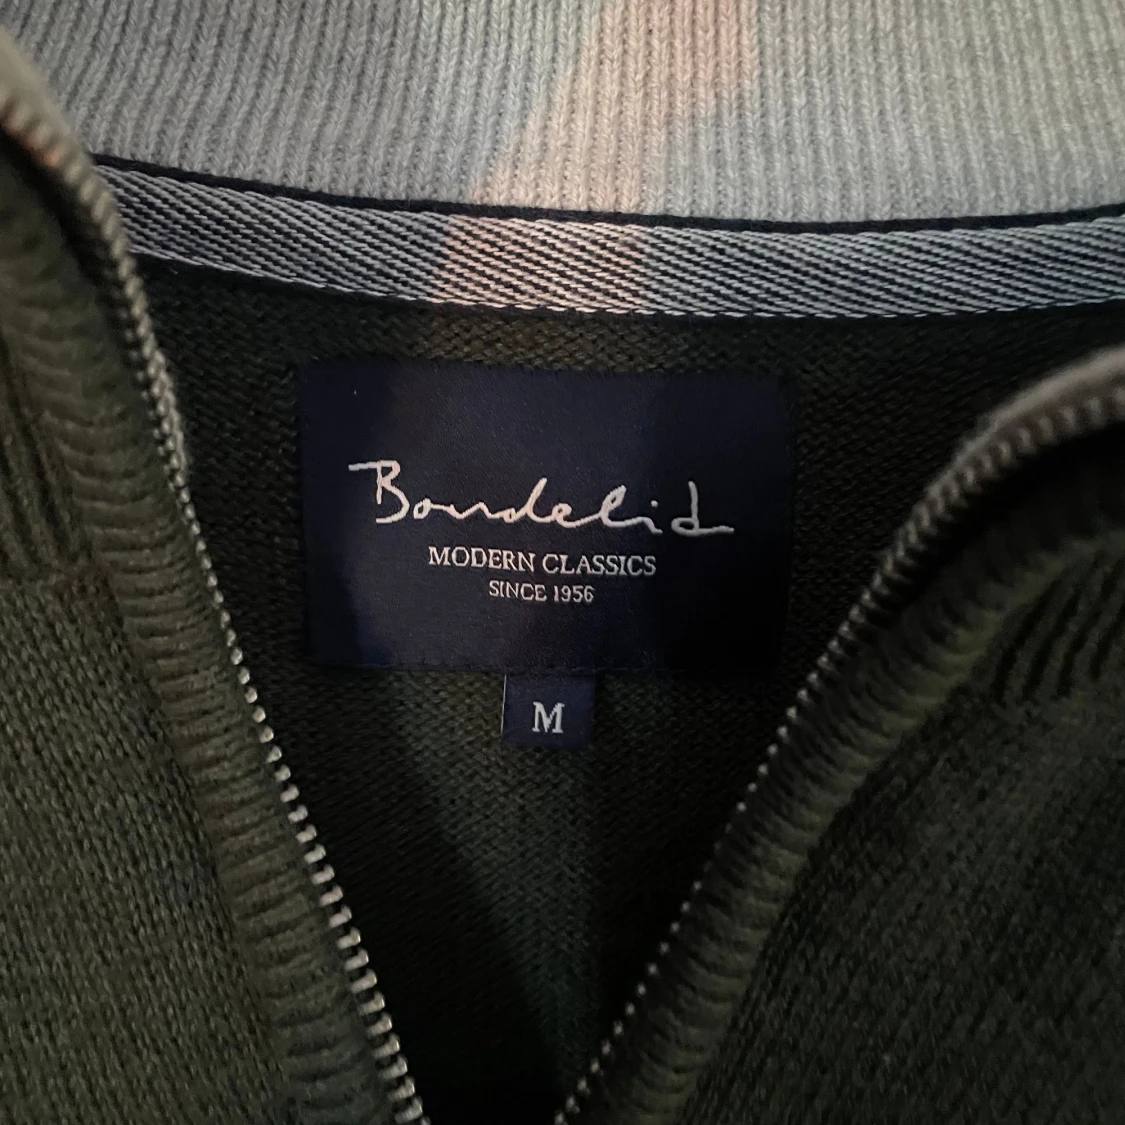 Bondelid
MODERN CLASSICS
SINCE 1956
M